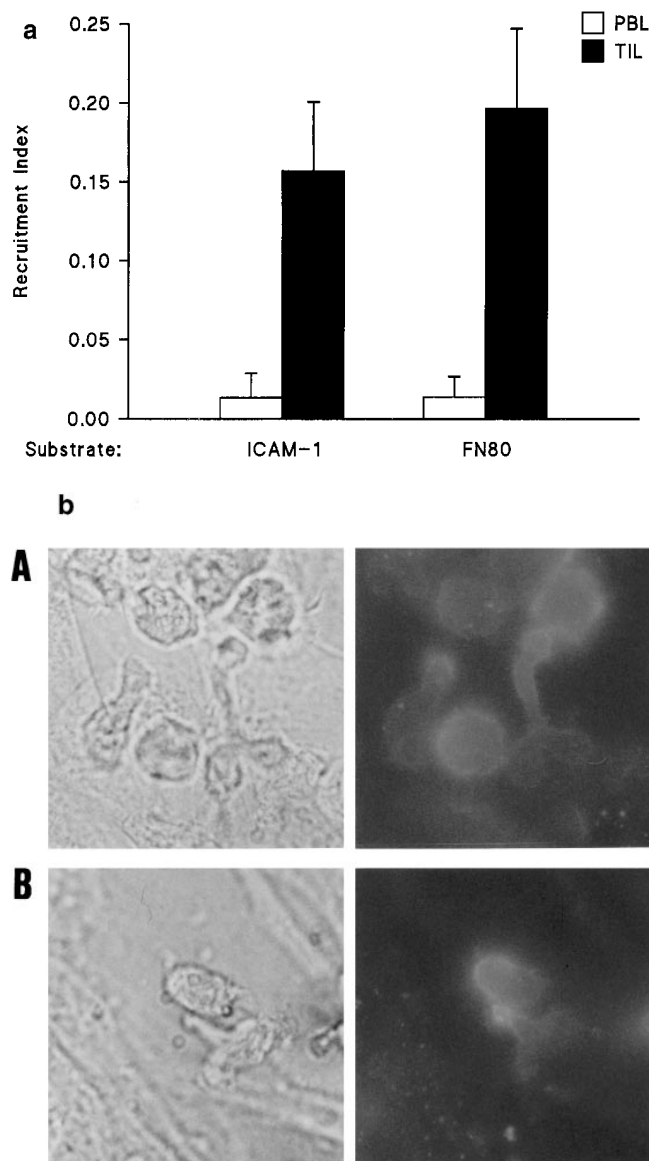 a
PBL
TIL
0.25
0.20
0.15
0.10
0.05
0.00
Recruitment Index
Substrate: ICAM-1 FN80
b
A
B